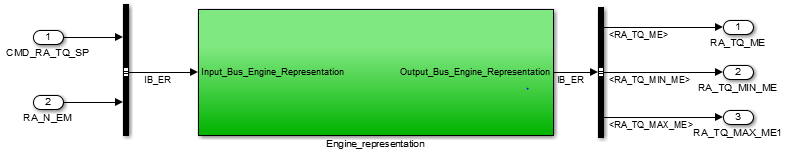 1
CMD_RA_TQ_SP
2
RA_N_EM
IB_ER
Input_Bus_Engine_Representation
Output_Bus_Engine_Representation
Engine_representation
IB_ER
<RA_TQ_ME>
1
RA_TQ_ME
<RA_TQ_MIN_ME>
2
RA_TQ_MIN_ME
<RA_TQ_MAX_ME>
3
RA_TQ_MAX_ME1